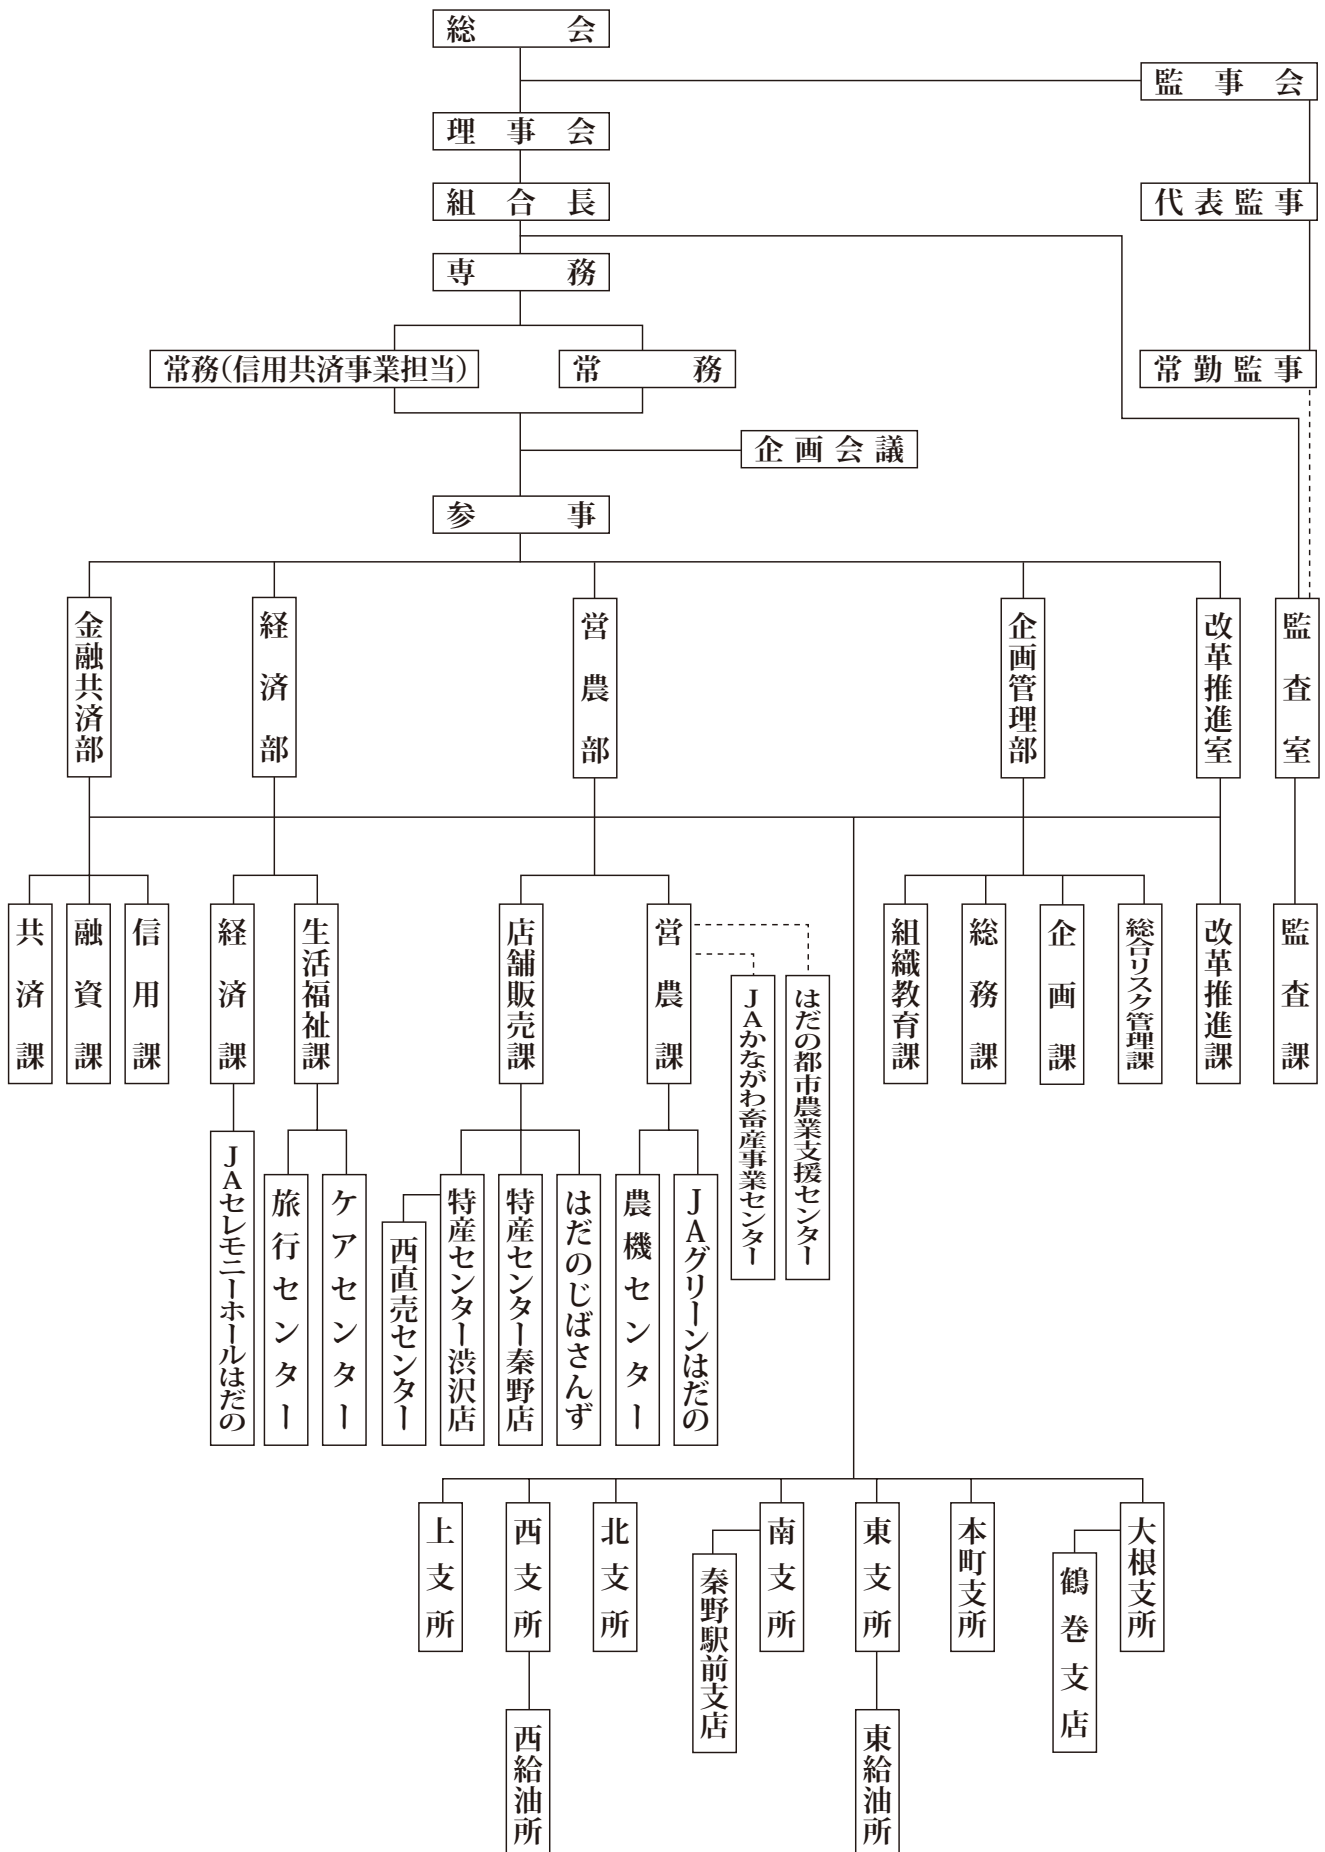 総会
監事会
理事会
組合長
代表監事
専務
常務(信用共済事業担当)
常務
常勤監事
企画会議
参事
金融共済部
経済部
営農部
企画管理部
改革推進室
監査室
共済課
融資課
信用課
経済課
生活福祉課
店舗販売課
営農課
組織教育課
総務課
企画課
総合リスク管理課
改革推進課
監査課
JAかながわ畜産事業センター
はだの都市農業支援センター
JAセレモニーホールはだの
旅行センター
ケアセンター
西直売センター
特産センター渋沢店
特産センター秦野店
はだのじばさんず
農機センター
JAグリーンはだの
上支所
西支所
北支所
南支所
東支所
本町支所
大根支所
秦野駅前支店
鶴巻支店
西給油所
東給油所